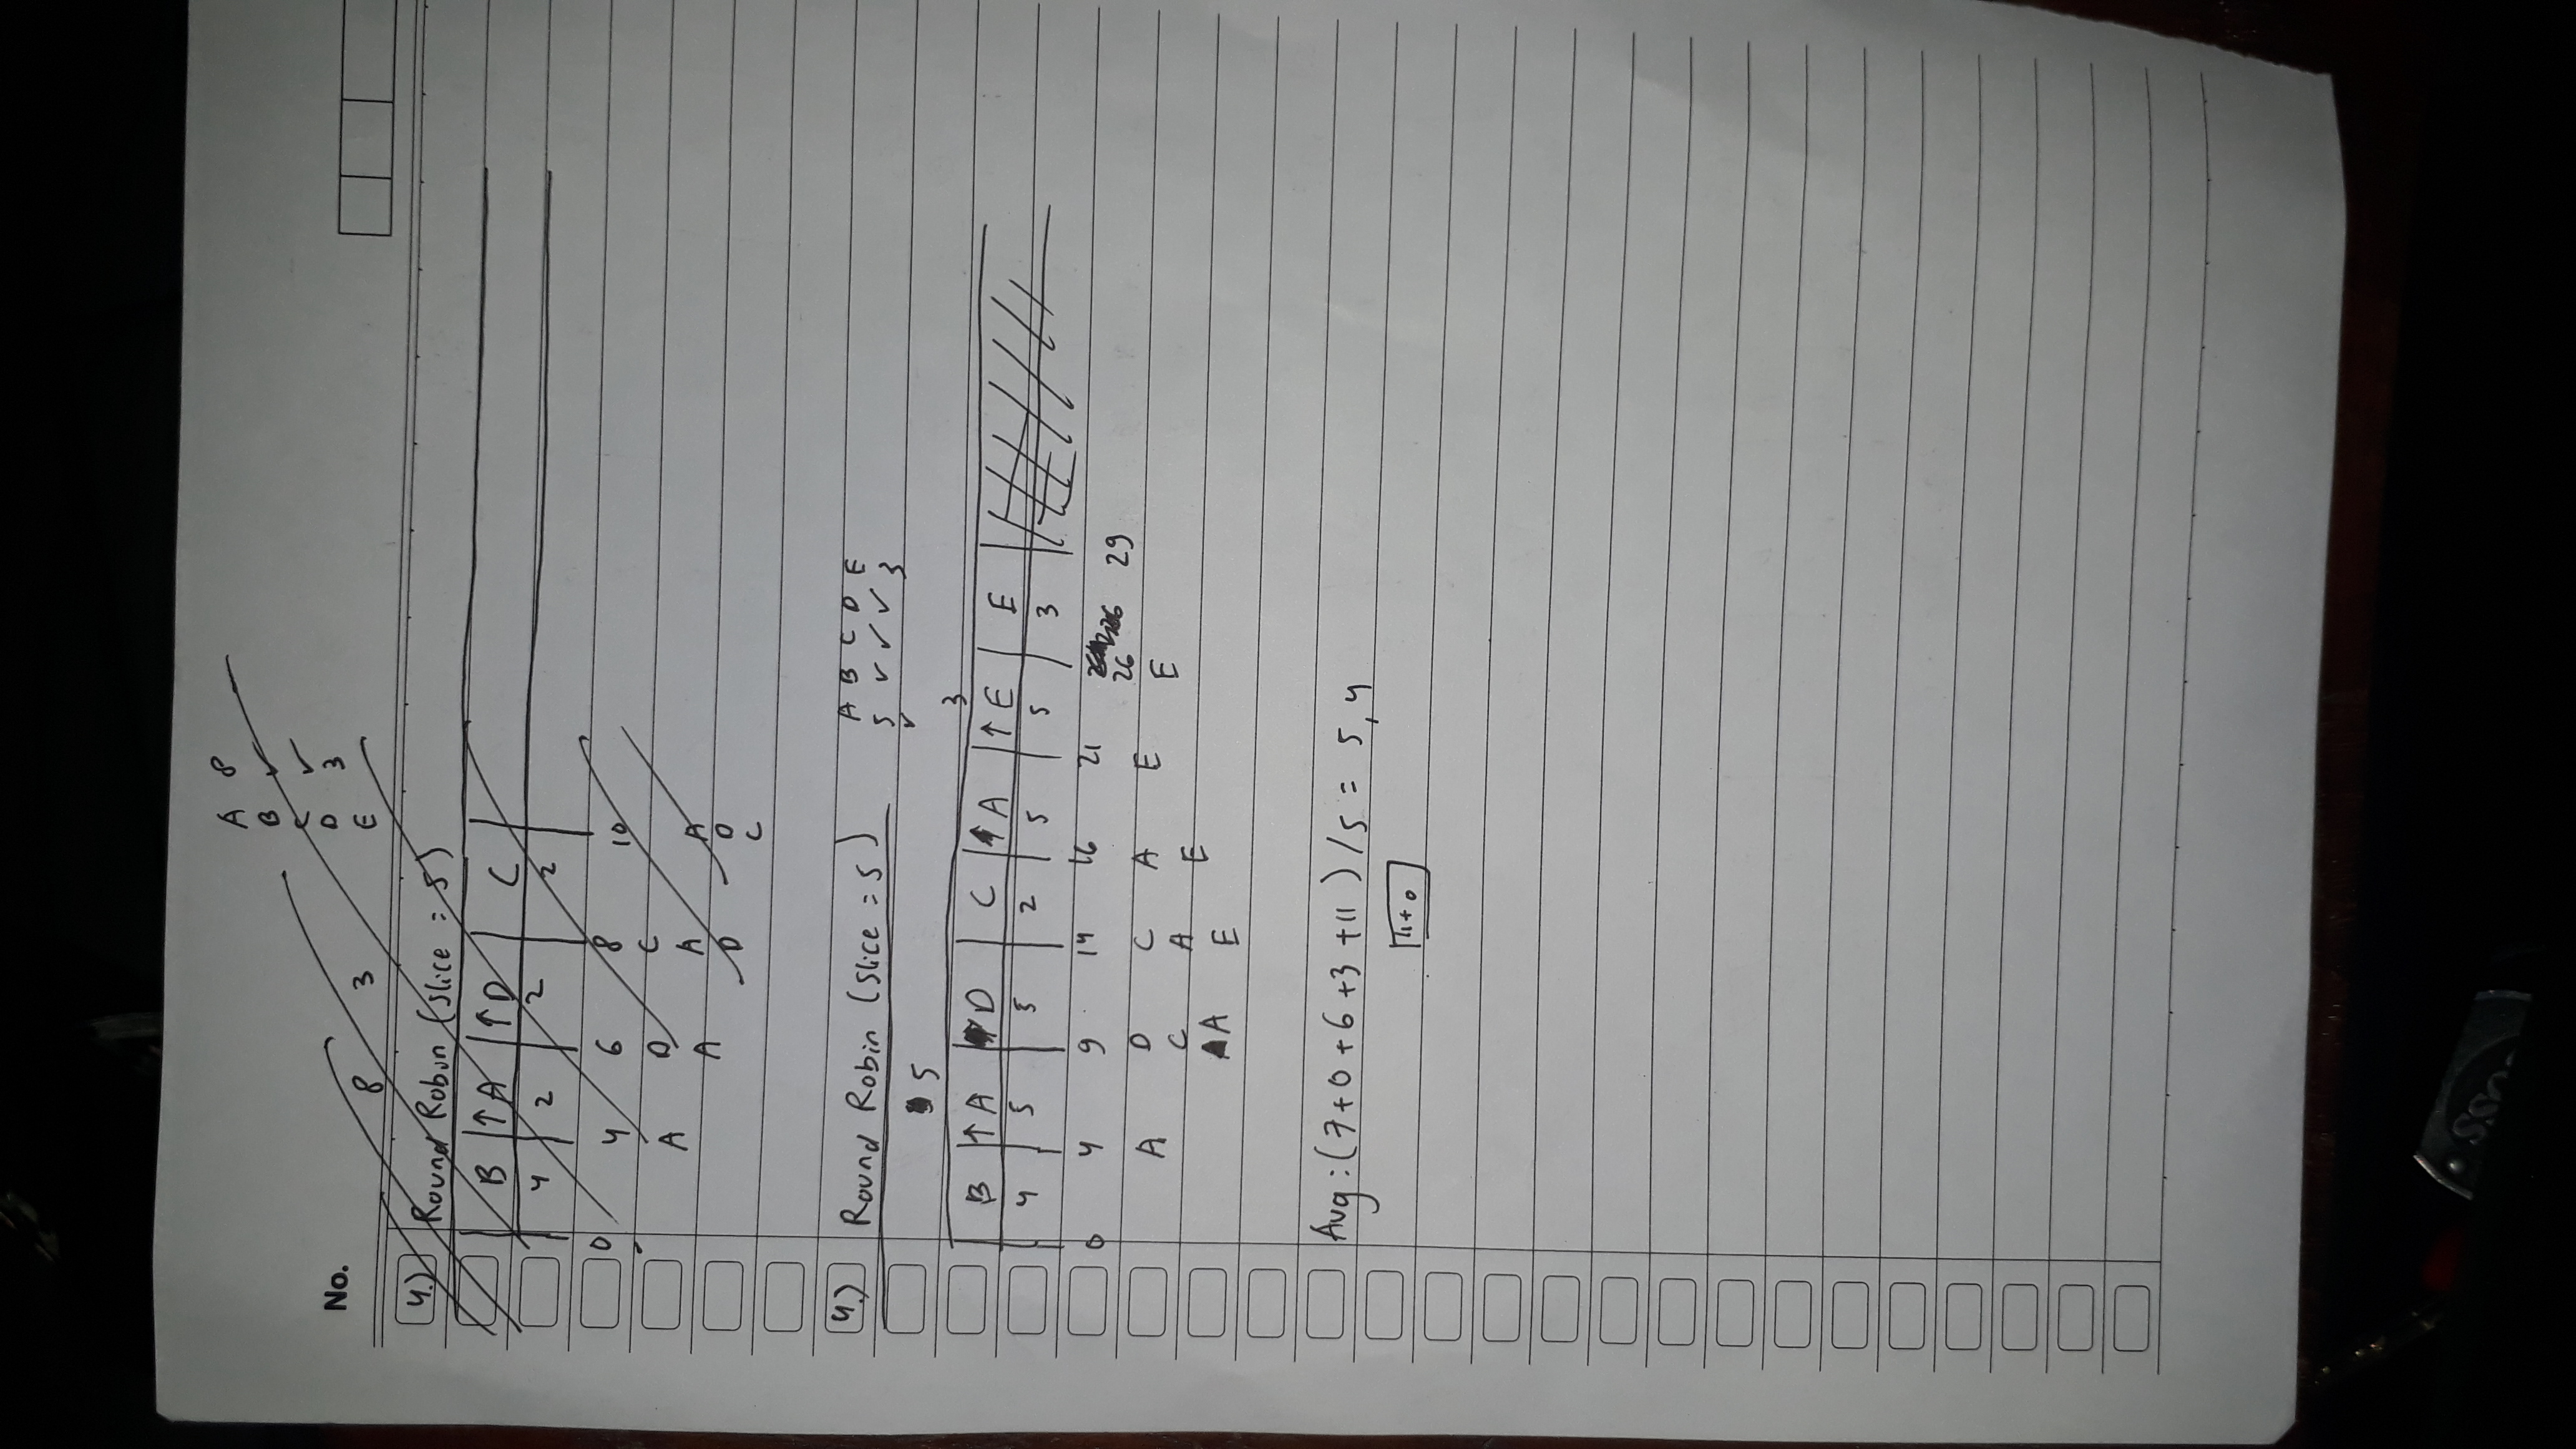 A 8
B ✓
C ✓
No.
D 3
8 3 E
4.) Round Robin (slice = 5)
B ↑A ↑D C
4 2 2 2
0 4 6 8 10
A D C A
A A D
D C
4.) Round Robin (slice = 5)
A B C D E
5 ✓ ✓ ✓ 3
✓
5
3
B ↑A D C ↑A ↑E E
4 5 5 2 5 5 3
0 4 9 14 16 21 26 29
A D C A E E
C A E
A E
Avg : (7+0+6+3+11) /5 = 5,4
11+0
OSS